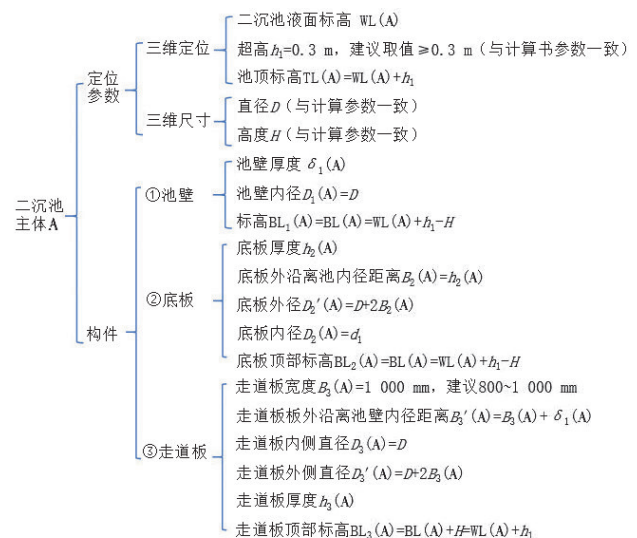 二沉池
主体A
定位
参数
三维定位
二沉池液面标高 WL(A)
超高h₁=0.3 m，建议取值≥0.3 m（与计算书参数一致）
池顶标高TL(A)=WL(A)+h₁
三维尺寸
直径D（与计算参数一致）
高度H（与计算参数一致）
构件
①池壁
池壁厚度 δ₁(A)
池壁内径D₁(A)=D
标高BL₁(A)=BL(A)=WL(A)+h₁-H
②底板
底板厚度h₂(A)
底板外沿离池内径距离B₂(A)=h₂(A)
底板外径D₂′(A)=D+2B₂(A)
底板内径D₂(A)=d₁
底板顶部标高BL₂(A)=BL(A)=WL(A)+h₁-H
③走道板
走道板宽度B₃(A)=1 000 mm，建议800~1 000 mm
走道板板外沿离池壁内径距离B₃′(A)=B₃(A)+δ₁(A)
走道板内侧直径D₃(A)=D
走道板外侧直径D₃′(A)=D+2B₃(A)
走道板厚度h₃(A)
走道板顶部标高BL₃(A)=BL(A)+H=WL(A)+h₁